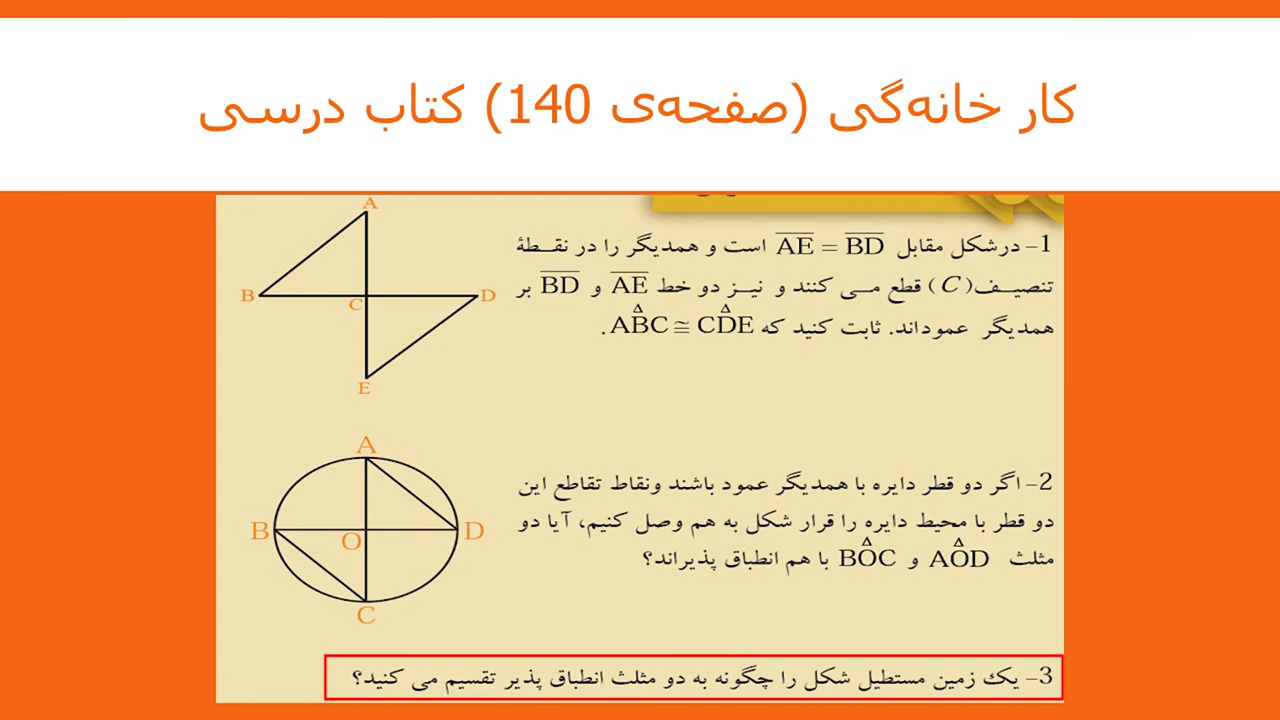 کار خانه‌گی (صفحه‌ی 140) کتاب درسی
A
B
C
D
E
1- درشکل مقابل AE = BD است و همدیگر را در نقـطۀ
تنصیـف(C) قطع مـی کنند و نیـز دو خط AE و BD بر
همدیگر عموداند. ثابت کنید که ABC ≅ CDE.
A
B
O
D
C
2- اگر دو قطر دایره با همدیگر عمود باشند ونقاط تقاطع این
دو قطر با محیط دایره را قرار شکل به هم وصل کنیم، آیا دو
مثلث AOD و BOC با هم انطباق پذیراند؟
3- یک زمین مستطیل شکل را چگونه به دو مثلث انطباق پذیر تقسیم می کنید؟